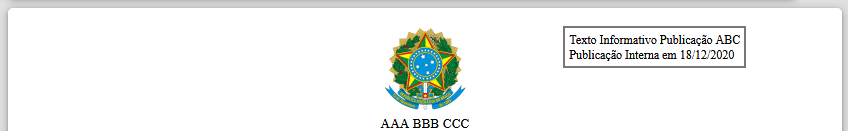 Texto Informativo Publicação ABC
Publicação Interna em 18/12/2020
AAA BBB CCC